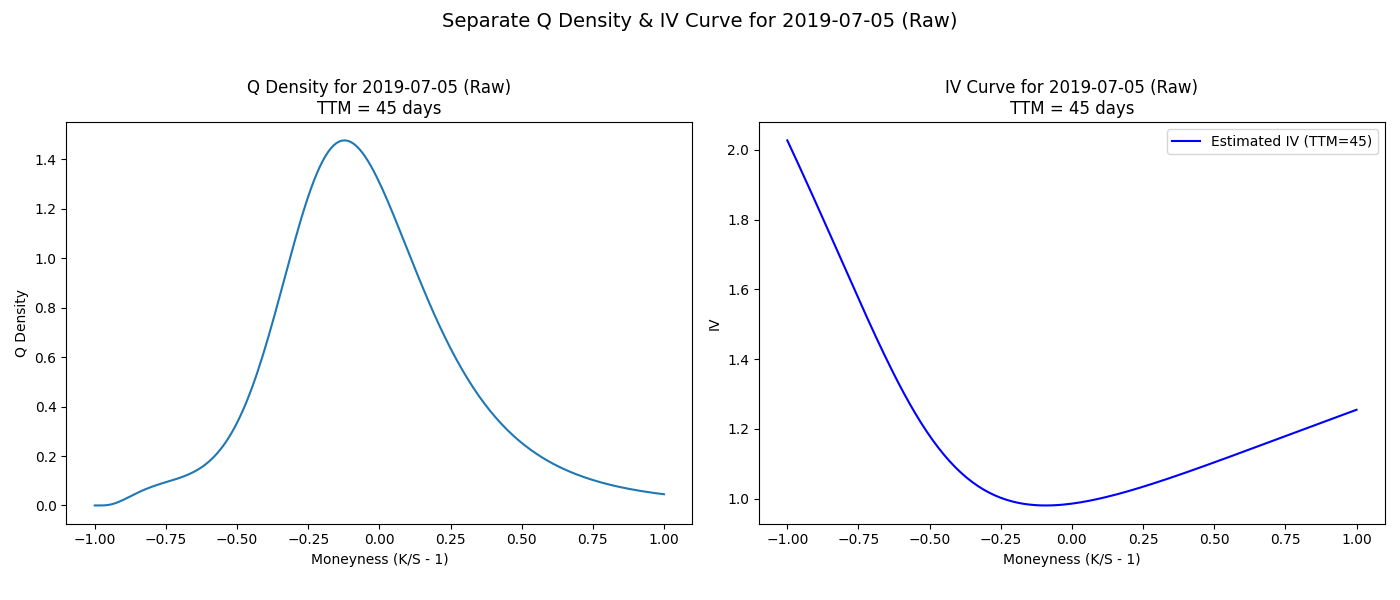 Separate Q Density & IV Curve for 2019-07-05 (Raw)
Q Density for 2019-07-05 (Raw)
TTM = 45 days
Q Density
1.4
1.2
1.0
0.8
0.6
0.4
0.2
0.0
−1.00 −0.75 −0.50 −0.25 0.00 0.25 0.50 0.75 1.00
Moneyness (K/S - 1)
IV Curve for 2019-07-05 (Raw)
TTM = 45 days
Estimated IV (TTM=45)
IV
2.0
1.8
1.6
1.4
1.2
1.0
−1.00 −0.75 −0.50 −0.25 0.00 0.25 0.50 0.75 1.00
Moneyness (K/S - 1)